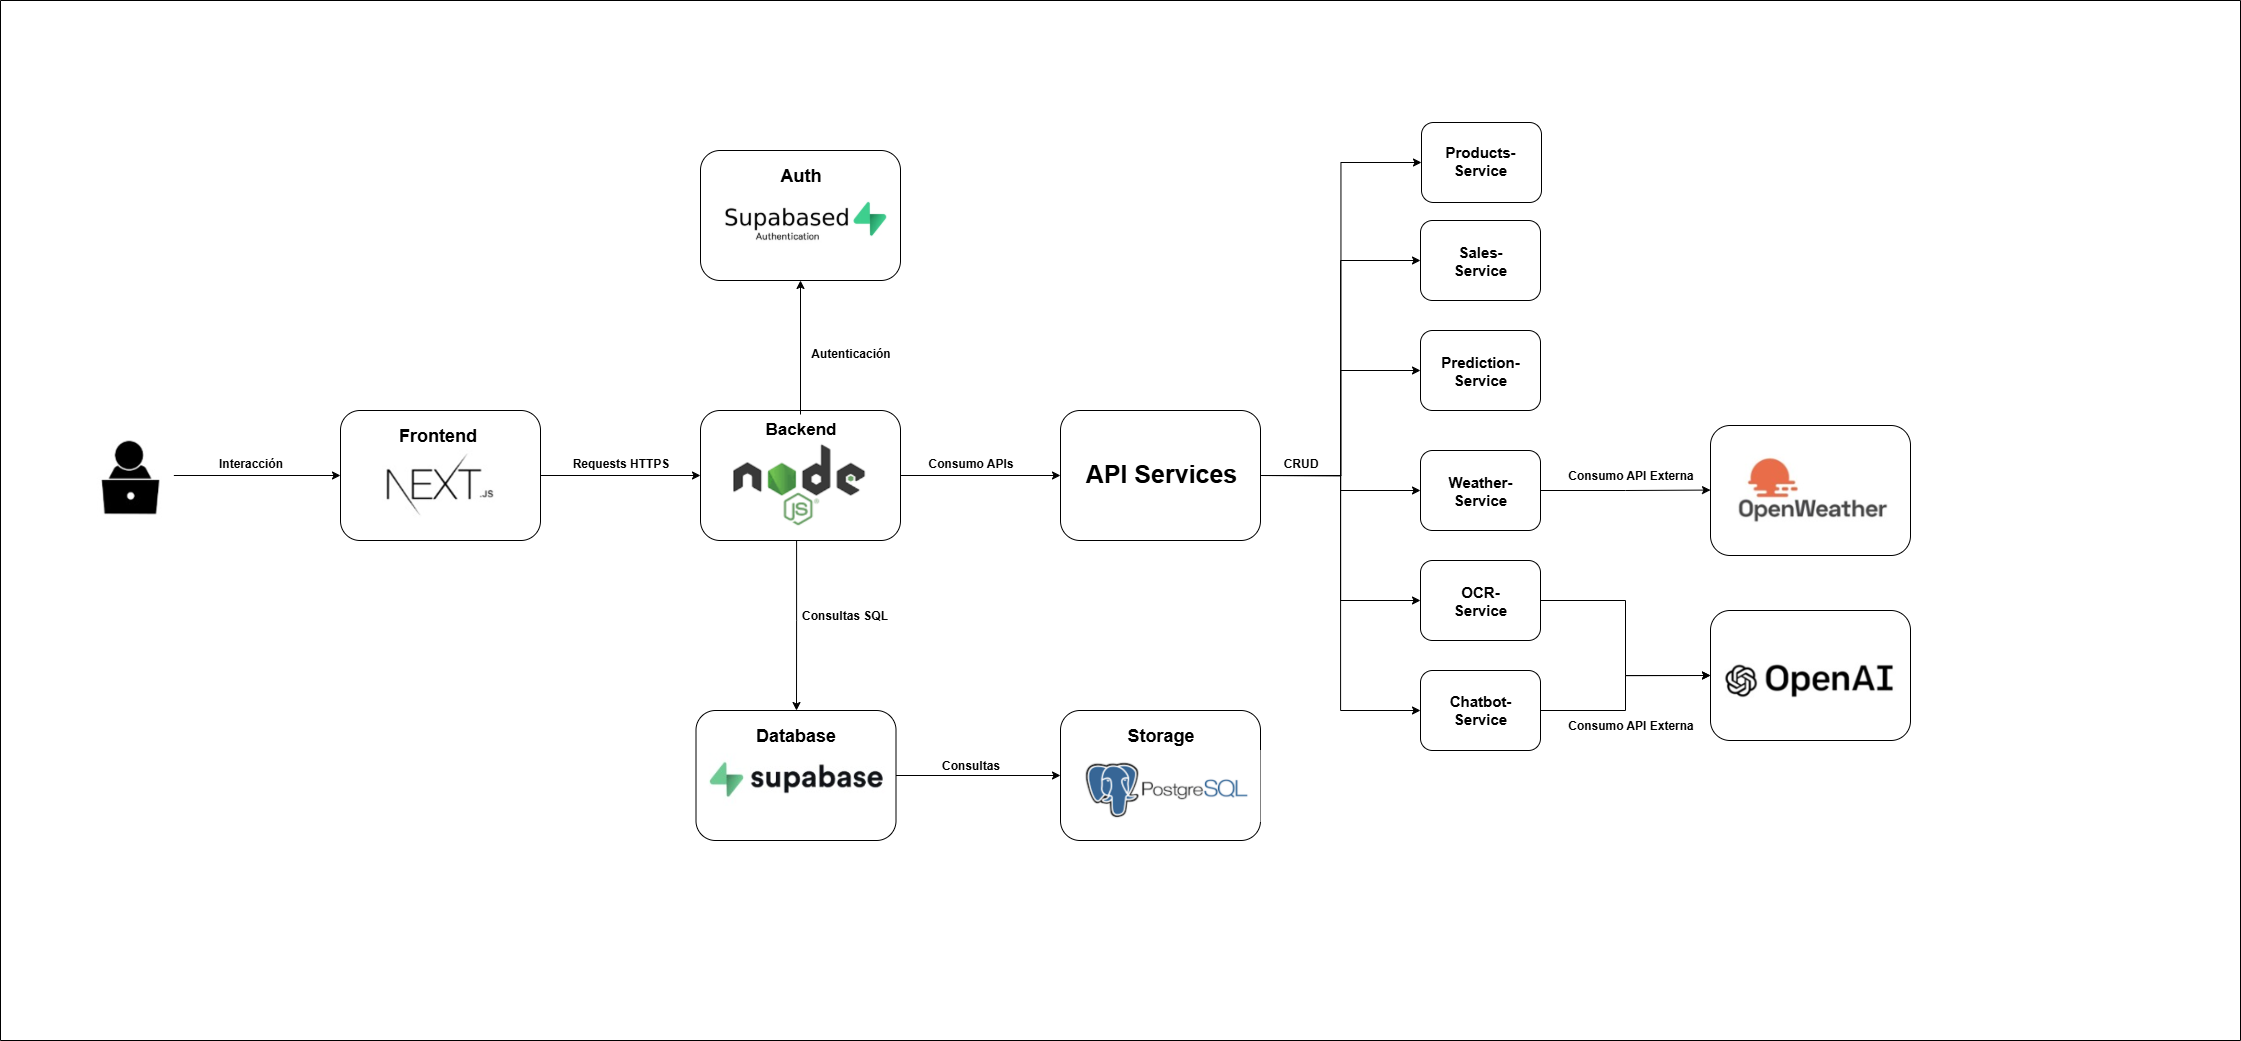 Auth
Supabased
Authentication
Autenticación
Interacción
Frontend
NEXT.JS
Requests HTTPS
Backend
node
JS
Consumo APIs
API Services
CRUD
Consultas SQL
Database
supabase
Consultas
Storage
PostgreSQL
Products-
Service
Sales-
Service
Prediction-
Service
Weather-
Service
Consumo API Externa
OpenWeather
OCR-
Service
Chatbot-
Service
Consumo API Externa
OpenAI